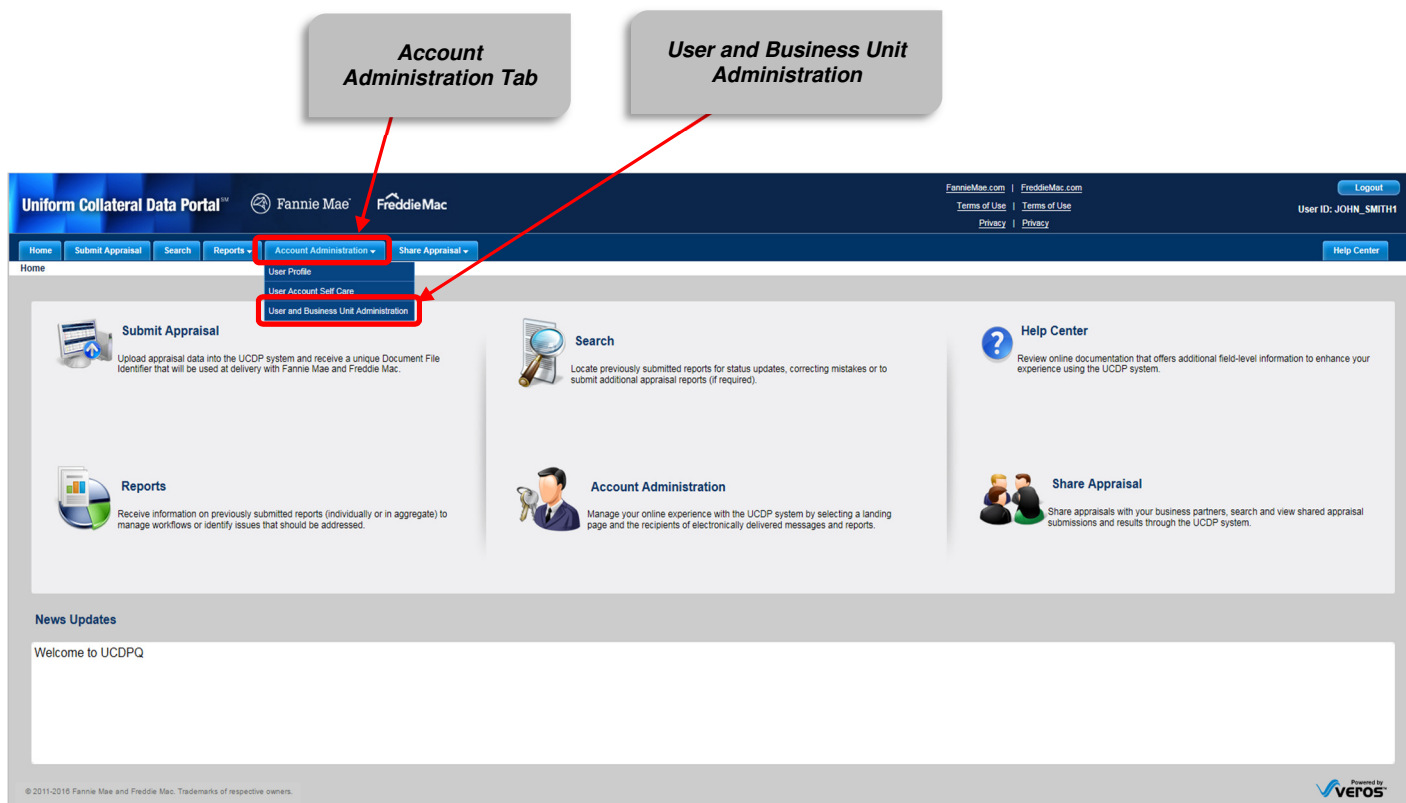 Account
Administration Tab
User and Business Unit
Administration
Uniform Collateral Data Portal℠
Fannie Mae®
Freddie Mac
FannieMae.com | FreddieMac.com
Terms of Use | Terms of Use
Privacy | Privacy
Logout
User ID: JOHN_SMITH1
Home Submit Appraisal Search Reports Account Administration Share Appraisal Help Center
Home
User Profile
User Account Self Care
User and Business Unit Administration
Submit Appraisal
Upload appraisal data into the UCDP system and receive a unique Document File
Identifier that will be used at delivery with Fannie Mae and Freddie Mac.
Search
Locate previously submitted reports for status updates, correcting mistakes or to
submit additional appraisal reports (if required).
Help Center
Review online documentation that offers additional field-level information to enhance your
experience using the UCDP system.
Reports
Receive information on previously submitted reports (individually or in aggregate) to
manage workflows or identify issues that should be addressed.
Account Administration
Manage your online experience with the UCDP system by selecting a landing
page and the recipients of electronically delivered messages and reports.
Share Appraisal
Share appraisals with your business partners, search and view shared appraisal
submissions and results through the UCDP system.
News Updates
Welcome to UCDPQ
© 2011-2016 Fannie Mae and Freddie Mac. Trademarks of respective owners.
Powered by
veros™